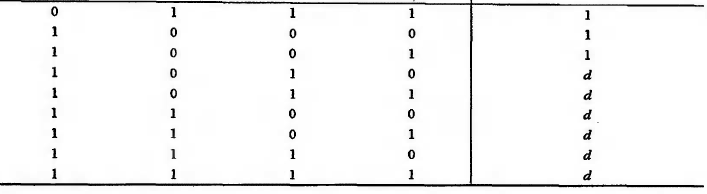 0 1 1 1 1
1 0 0 0 1
1 0 0 1 1
1 0 1 0 d
1 0 1 1 d
1 1 0 0 d
1 1 0 1 d
1 1 1 0 d
1 1 1 1 d